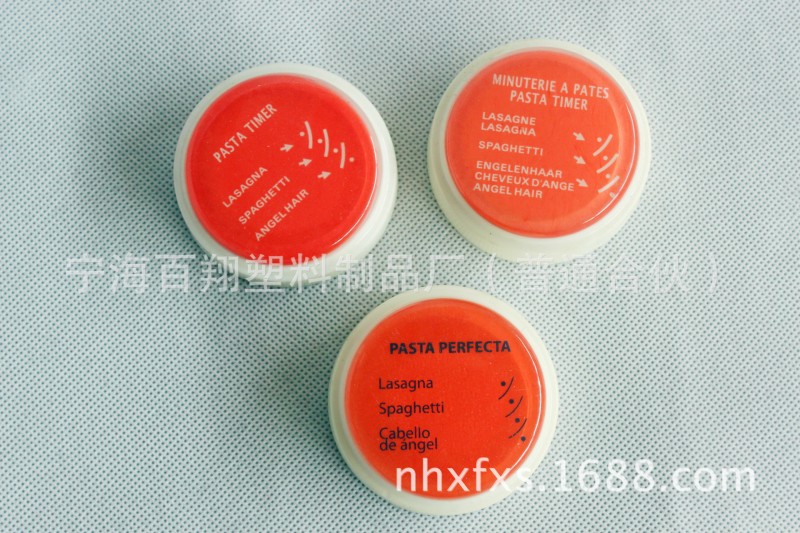 PASTA TIMER
LASAGNA
SPAGHETTI
ANGEL HAIR
MINUTERIE A PATES
PASTA TIMER
LASAGNE
LASAGNA
SPAGHETTI
ENGELENHAAR
CHEVEUX D'ANGE
ANGEL HAIR
宁海百翔塑料制品厂(普通合伙)
PASTA PERFECTA
Lasagna
Spaghetti
Cabello
de ángel
nhxfxs.1688.com